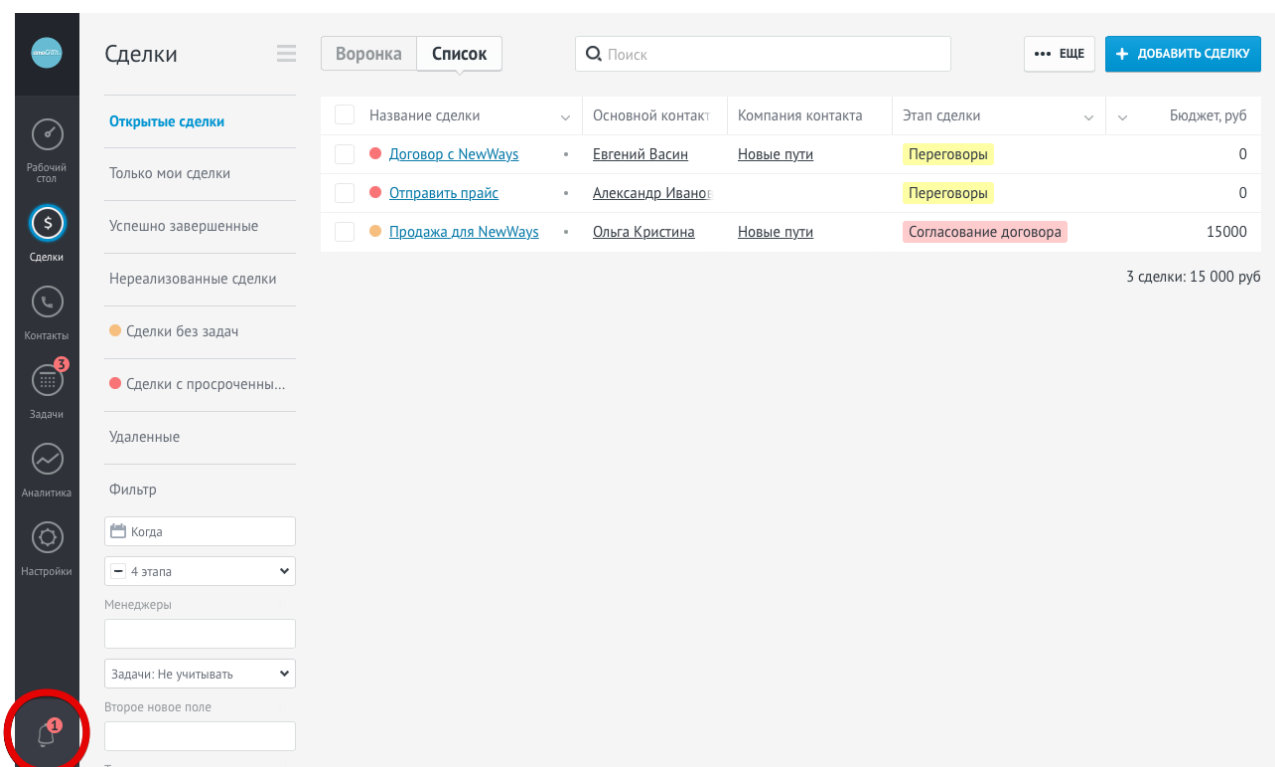 amoCRM.
Рабочий
стол
Сделки
Контакты
3
Задачи
Аналитика
Настройки
1
Сделки
Открытые сделки
Только мои сделки
Успешно завершенные
Нереализованные сделки
Сделки без задач
Сделки с просроченны...
Удаленные
Фильтр
Когда
4 этапа
Менеджеры
Задачи: Не учитывать
Второе новое поле
Воронка Список
Поиск
••• ЕЩЕ
+ ДОБАВИТЬ СДЕЛКУ
Название сделки Основной контакт Компания контакта Этап сделки Бюджет, руб
Договор с NewWays Евгений Васин Новые пути Переговоры 0
Отправить прайс Александр Иванов Переговоры 0
Продажа для NewWays Ольга Кристина Новые пути Согласование договора 15000
3 сделки: 15 000 руб